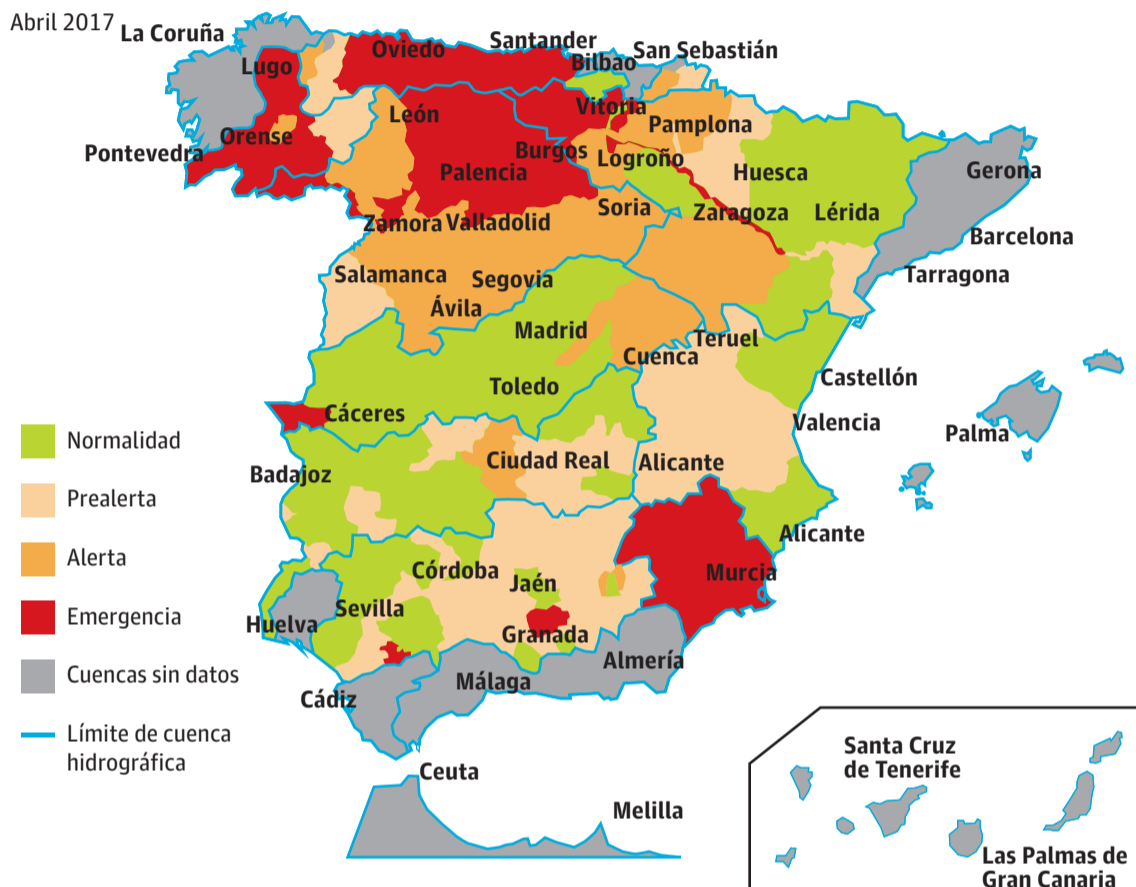 Abril 2017
La Coruña
Oviedo
Santander
San Sebastián
Bilbao
Lugo
Vitoria
León
Pamplona
Orense
Pontevedra
Burgos
Logroño
Palencia
Huesca
Gerona
Soria
Zaragoza
Lérida
Zamora
Valladolid
Barcelona
Salamanca
Segovia
Tarragona
Ávila
Madrid
Teruel
Cuenca
Toledo
Castellón
Cáceres
Valencia
Palma
Normalidad
Ciudad Real
Alicante
Badajoz
Prealerta
Alicante
Alerta
Córdoba
Jaén
Murcia
Emergencia
Sevilla
Huelva
Granada
Almería
Cuencas sin datos
Málaga
Cádiz
Límite de cuenca
hidrográfica
Ceuta
Melilla
Santa Cruz
de Tenerife
Las Palmas de
Gran Canaria